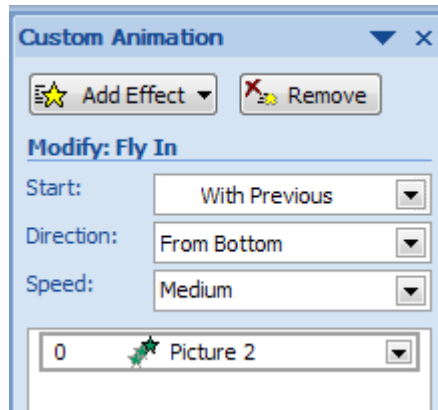 Custom Animation
Add Effect Remove
Modify: Fly In
Start: With Previous
Direction: From Bottom
Speed: Medium
0 Picture 2